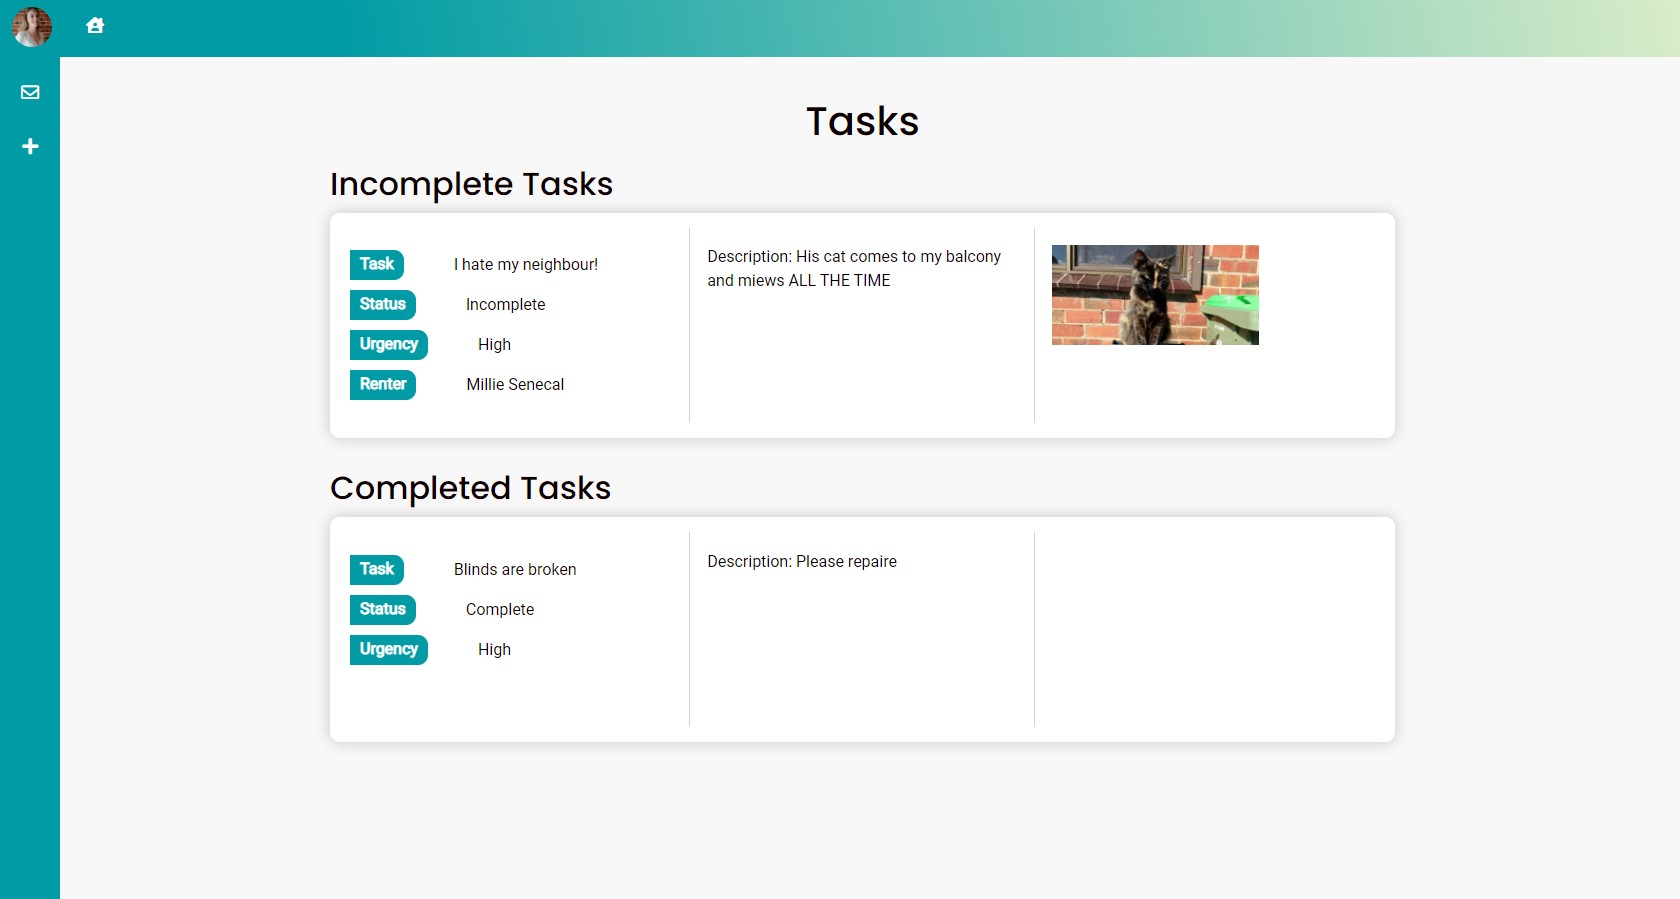 Tasks
Incomplete Tasks
Task I hate my neighbour!
Status Incomplete
Urgency High
Renter Millie Senecal
Description: His cat comes to my balcony
and miews ALL THE TIME
Completed Tasks
Task Blinds are broken
Status Complete
Urgency High
Description: Please repaire